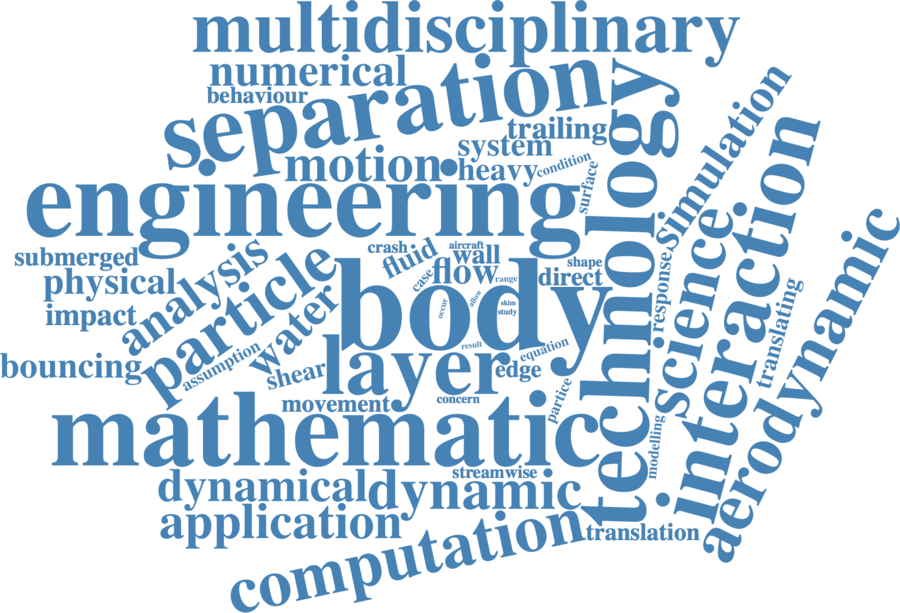 multidisciplinary
numerical
behaviour
separation
trailing
system
motion
heavy
condition
surface
engineering
technology
Simulation
interaction
science
response
translating
aerodynamic
submerged
physical
impact
analysis
particle
bouncing
assumption
water
crash
fluid
aircraft
wall
case
flow
range
shape
direct
body
occur
allow
skim
study
result
equation
layer
edge
shear
movement
concern
partice
modelling
mathematic
streamwise
dynamical
dynamic
application
computation
translation